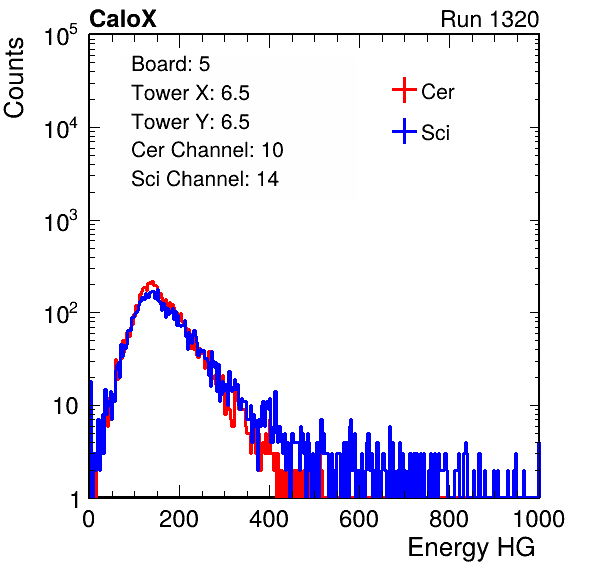 CaloX Run 1320
Counts
10^5
10^4
10^3
10^2
10
1
Board: 5
Tower X: 6.5
Tower Y: 6.5
Cer Channel: 10
Sci Channel: 14
Cer
Sci
0 200 400 600 800 1000
Energy HG